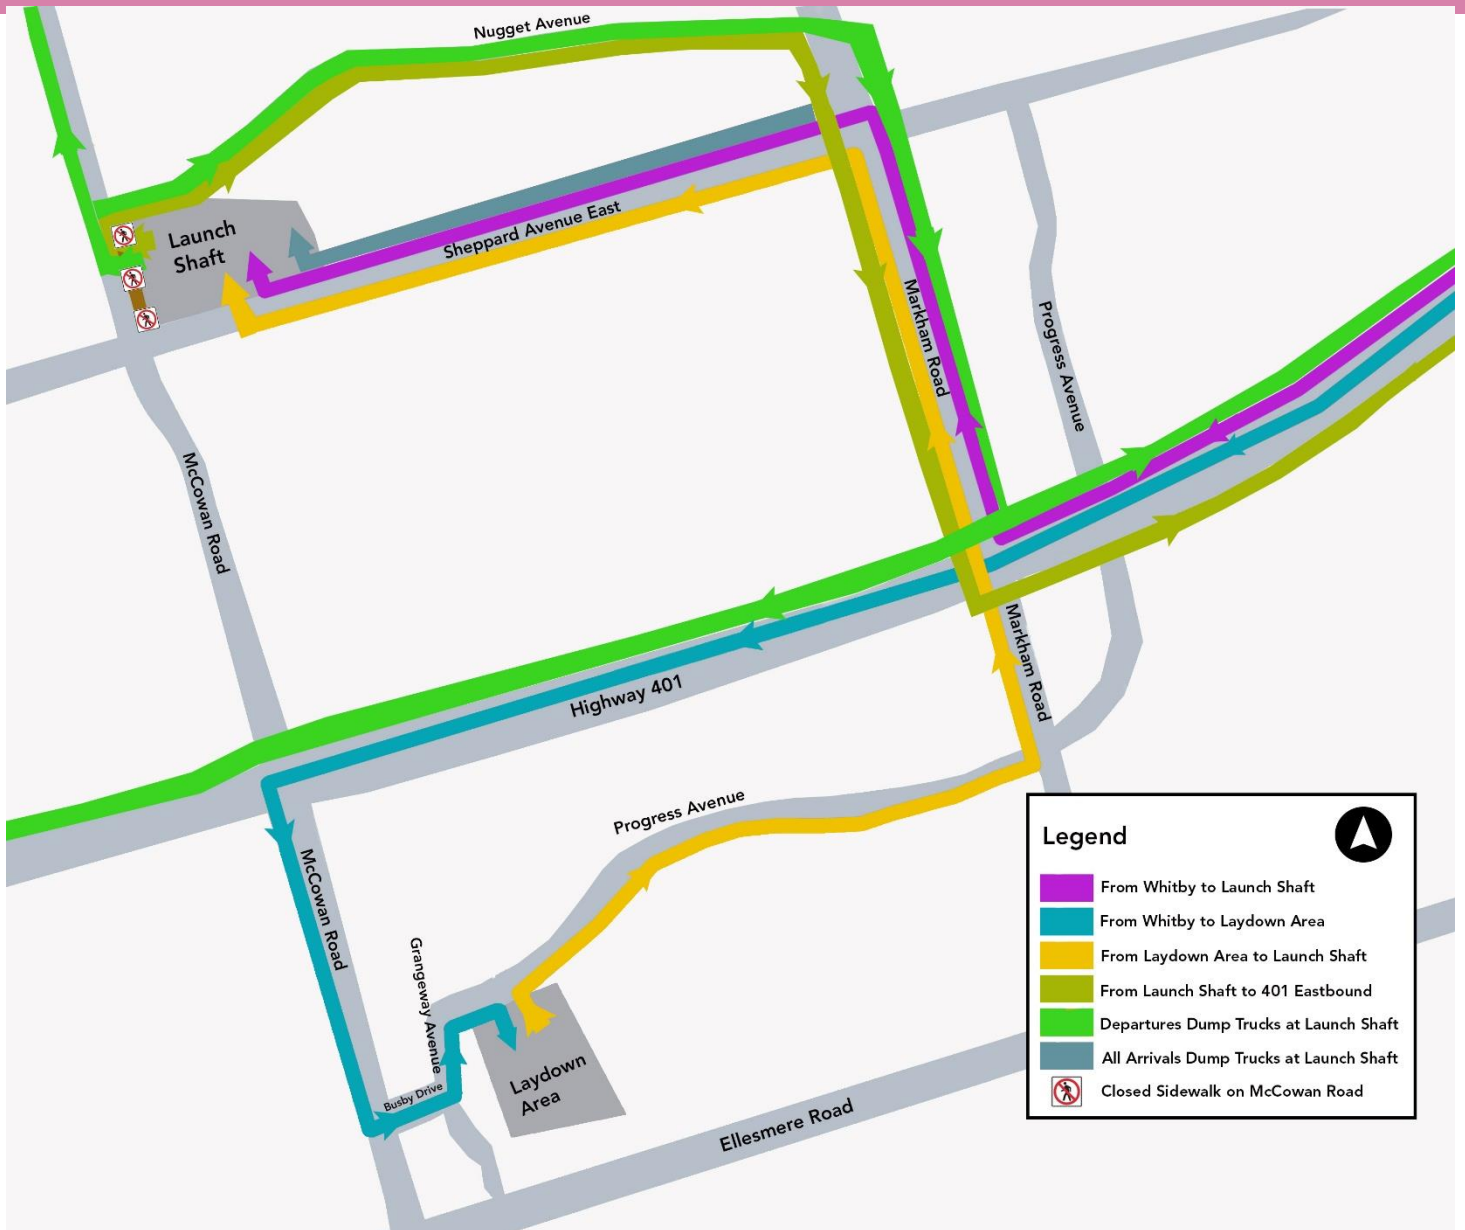 Nugget Avenue
Launch
Shaft
Sheppard Avenue East
Markham Road
Progress Avenue
McCowan Road
Markham Road
Highway 401
Progress Avenue
McCowan Road
Grangeway Avenue
Busby Drive
Laydown
Area
Ellesmere Road
Legend
From Whitby to Launch Shaft
From Whitby to Laydown Area
From Laydown Area to Launch Shaft
From Launch Shaft to 401 Eastbound
Departures Dump Trucks at Launch Shaft
All Arrivals Dump Trucks at Launch Shaft
Closed Sidewalk on McCowan Road